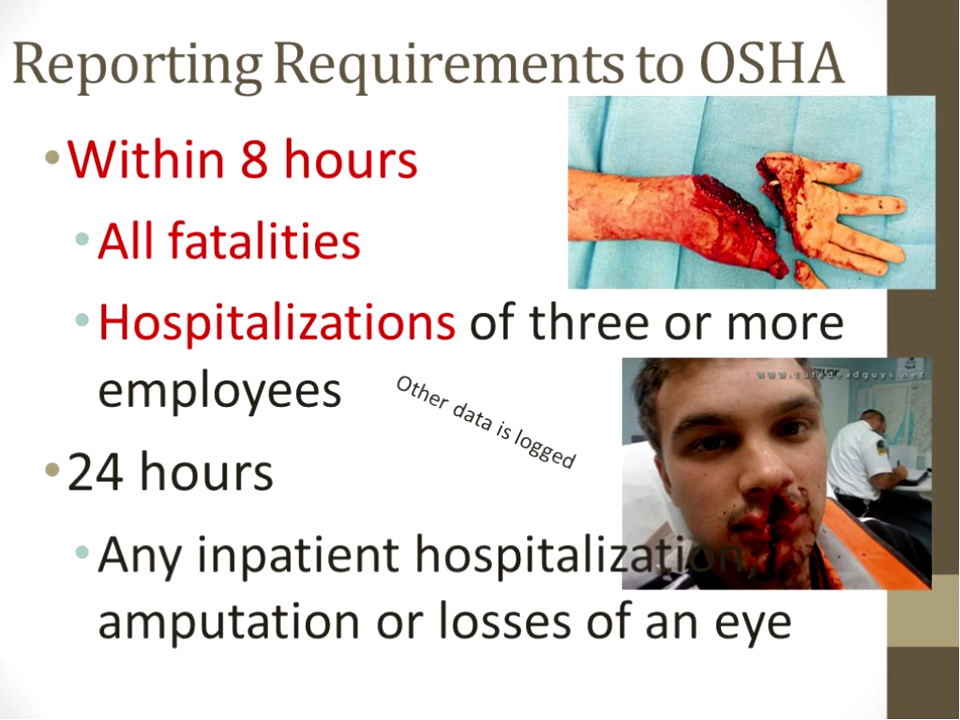 Reporting Requirements to OSHA
•Within 8 hours
•All fatalities
•Hospitalizations of three or more
employees
Other data is logged
•24 hours
•Any inpatient hospitalization,
amputation or losses of an eye